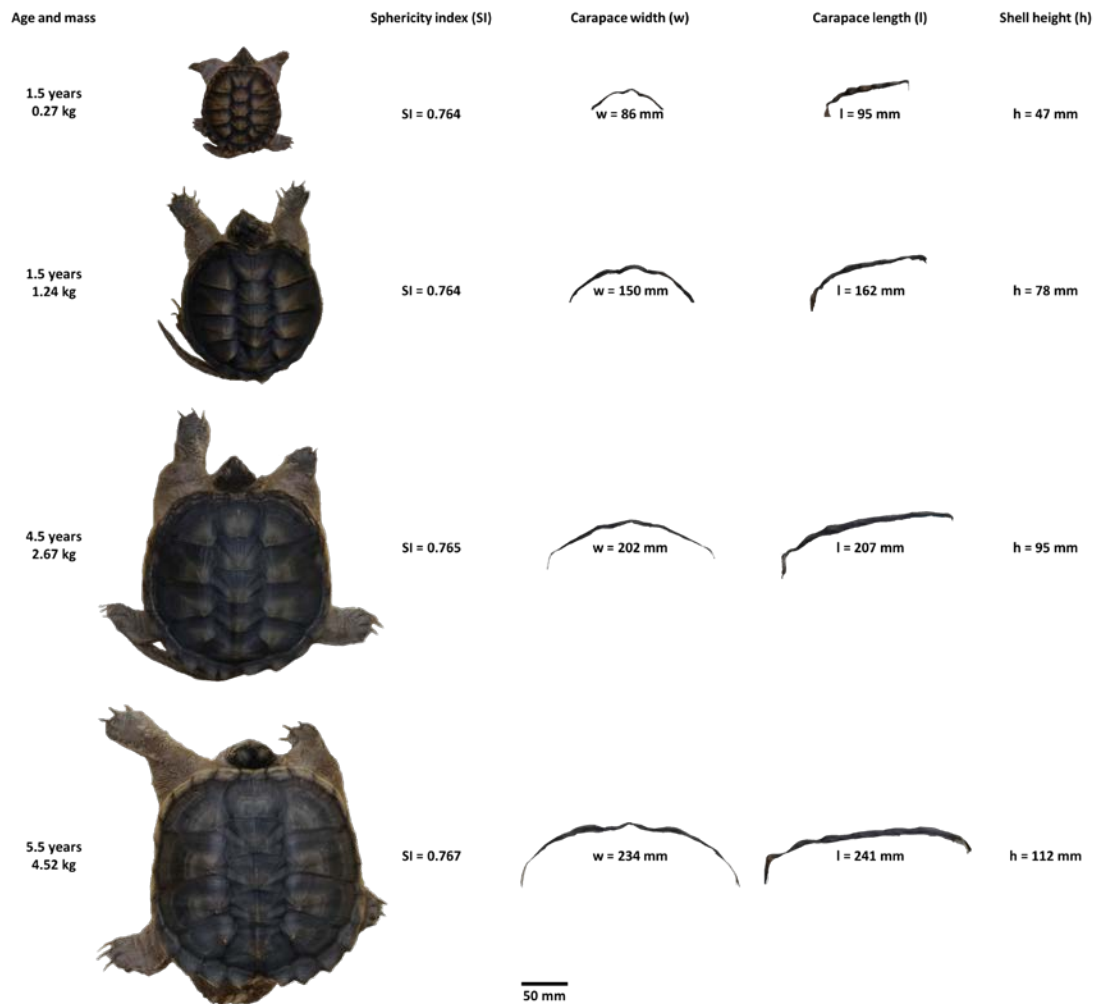 Age and mass
Sphericity index (SI)
Carapace width (w)
Carapace length (l)
Shell height (h)
1.5 years
0.27 kg
SI = 0.764
w = 86 mm
l = 95 mm
h = 47 mm
1.5 years
1.24 kg
SI = 0.764
w = 150 mm
l = 162 mm
h = 78 mm
4.5 years
2.67 kg
SI = 0.765
w = 202 mm
l = 207 mm
h = 95 mm
5.5 years
4.52 kg
SI = 0.767
w = 234 mm
l = 241 mm
h = 112 mm
50 mm